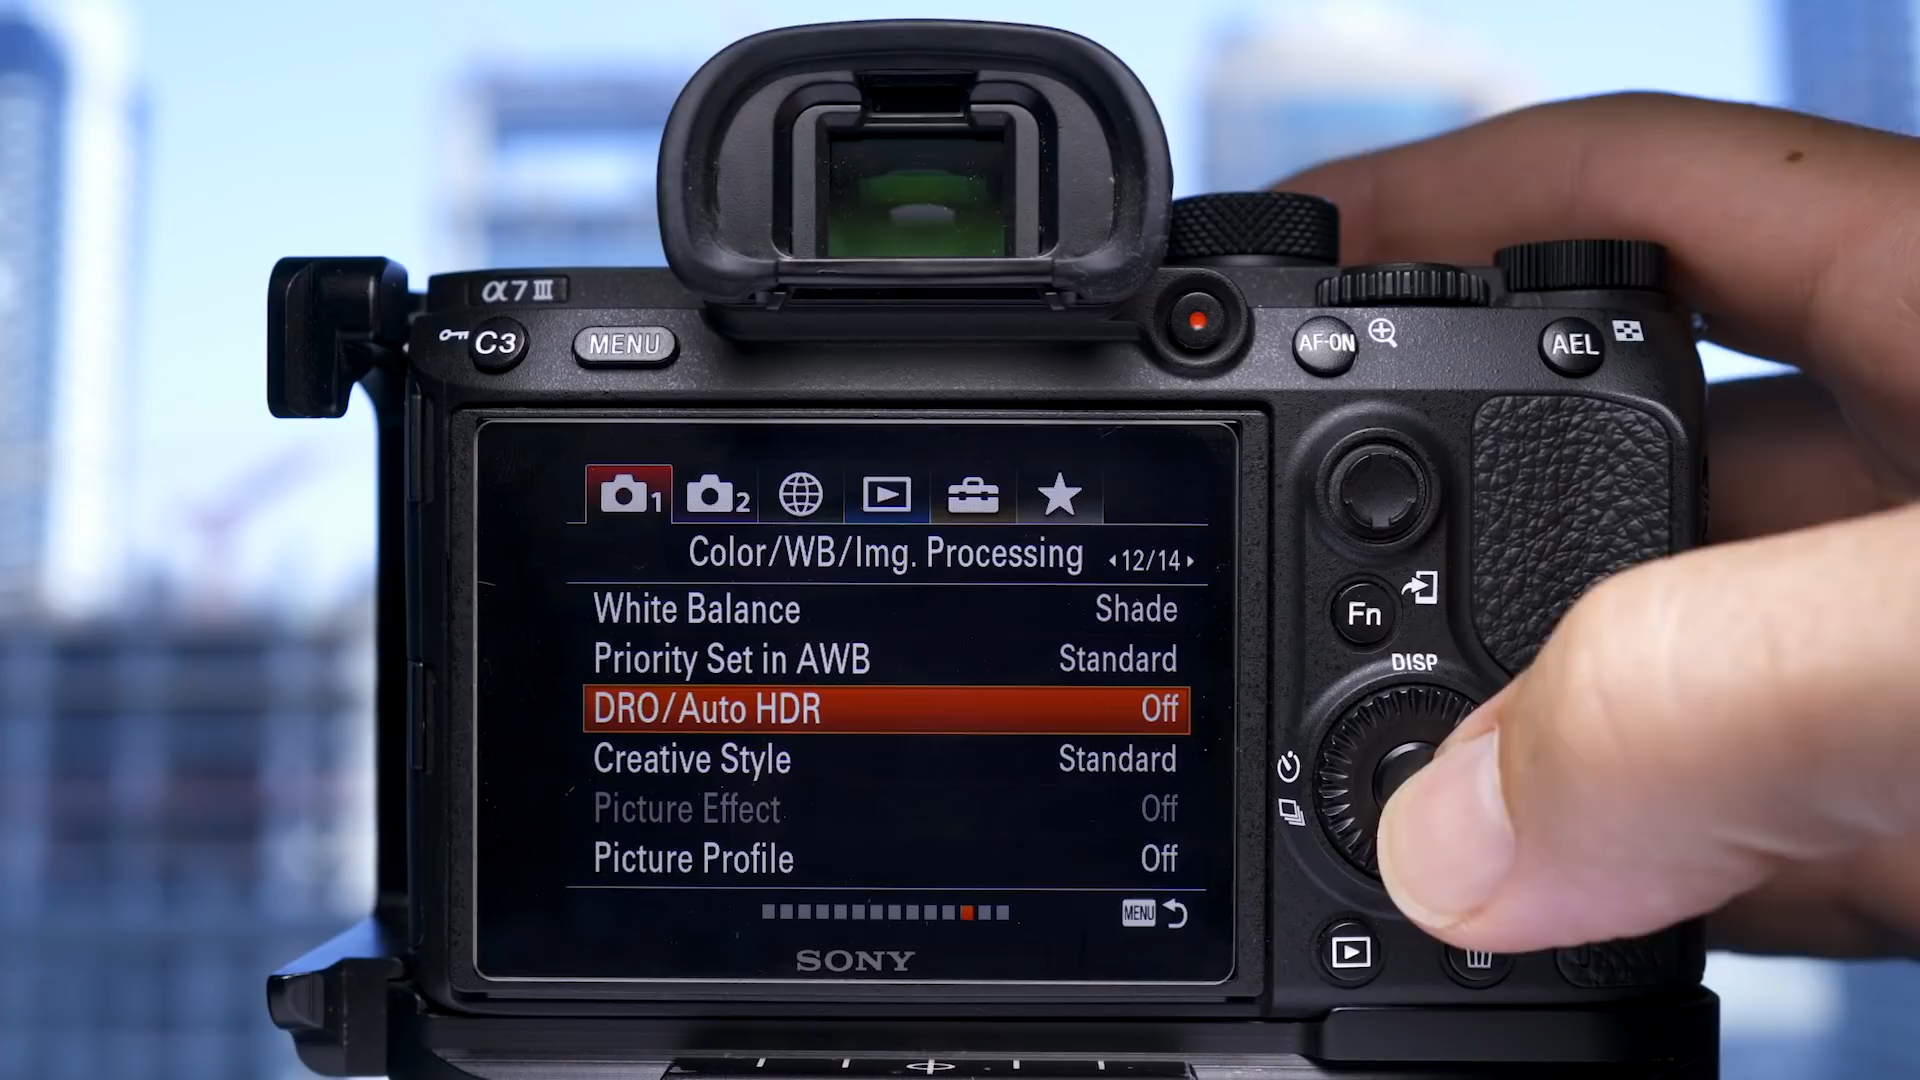 α7 III
C3
MENU
AF-ON
AEL
1
2
Color/WB/Img. Processing 12/14
White Balance Shade
Priority Set in AWB Standard
DRO/Auto HDR Off
Creative Style Standard
Picture Effect Off
Picture Profile Off
MENU
SONY
Fn
DISP